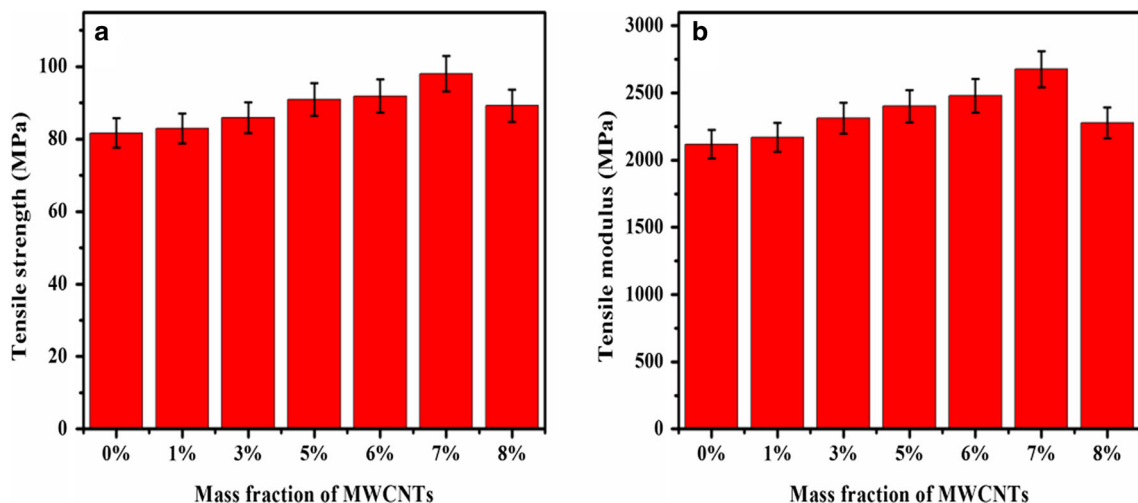 a
Tensile strength (MPa)
100
80
60
40
20
0
0% 1% 3% 5% 6% 7% 8%
Mass fraction of MWCNTs
b
Tensile modulus (MPa)
3000
2500
2000
1500
1000
500
0
0% 1% 3% 5% 6% 7% 8%
Mass fraction of MWCNTs